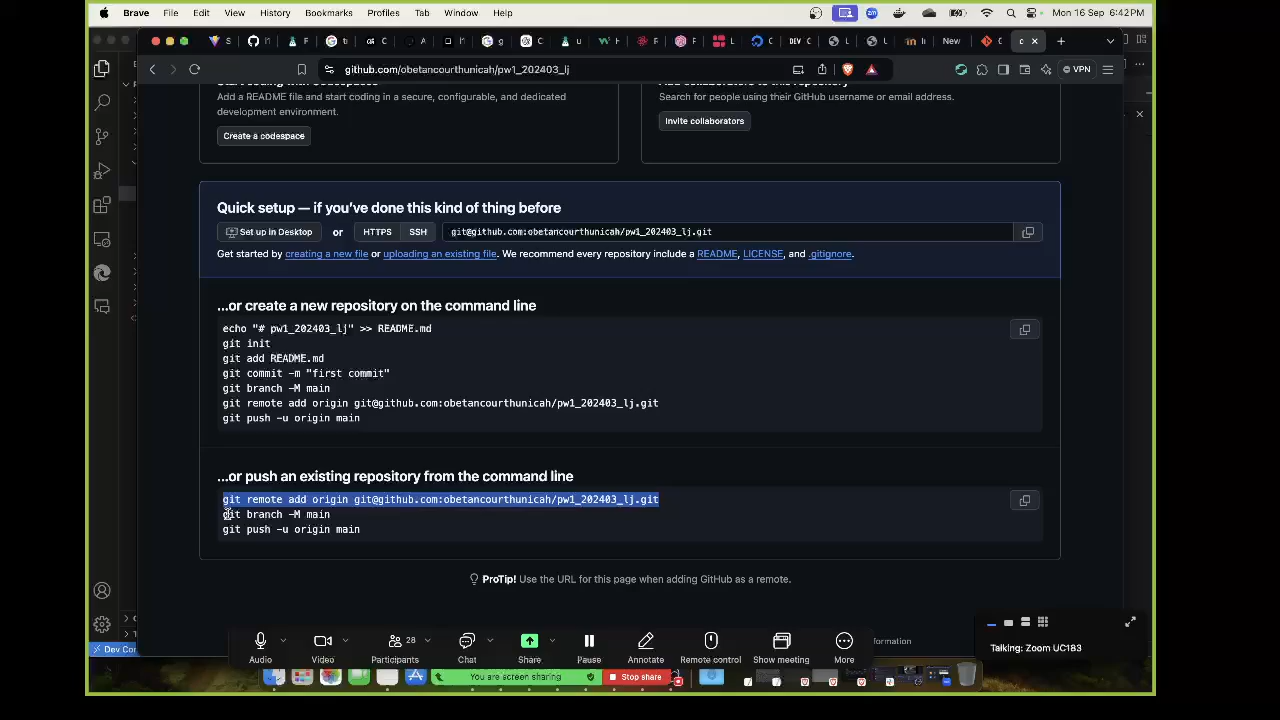 Brave File Edit View History Bookmarks Profiles Tab Window Help Mon 16 Sep 6:42PM
github.com/obetancourthunicah/pw1_202403_lj
VPN
Add a README file and start coding in a secure, configurable, and dedicated
development environment.
Create a codespace
Search for people using their GitHub username or email address.
Invite collaborators
Quick setup — if you've done this kind of thing before
Set up in Desktop or HTTPS SSH git@github.com:obetancourthunicah/pw1_202403_lj.git
Get started by creating a new file or uploading an existing file. We recommend every repository include a README, LICENSE, and .gitignore.
…or create a new repository on the command line
echo "# pw1_202403_lj" >> README.md
git init
git add README.md
git commit -m "first commit"
git branch -M main
git remote add origin git@github.com:obetancourthunicah/pw1_202403_lj.git
git push -u origin main
…or push an existing repository from the command line
git remote add origin git@github.com:obetancourthunicah/pw1_202403_lj.git
git branch -M main
git push -u origin main
ProTip! Use the URL for this page when adding GitHub as a remote.
Talking: Zoom UC183
28
Audio Video Participants Chat Share Pause Annotate Remote control Show meeting More
Dev Con
You are screen sharing Stop share